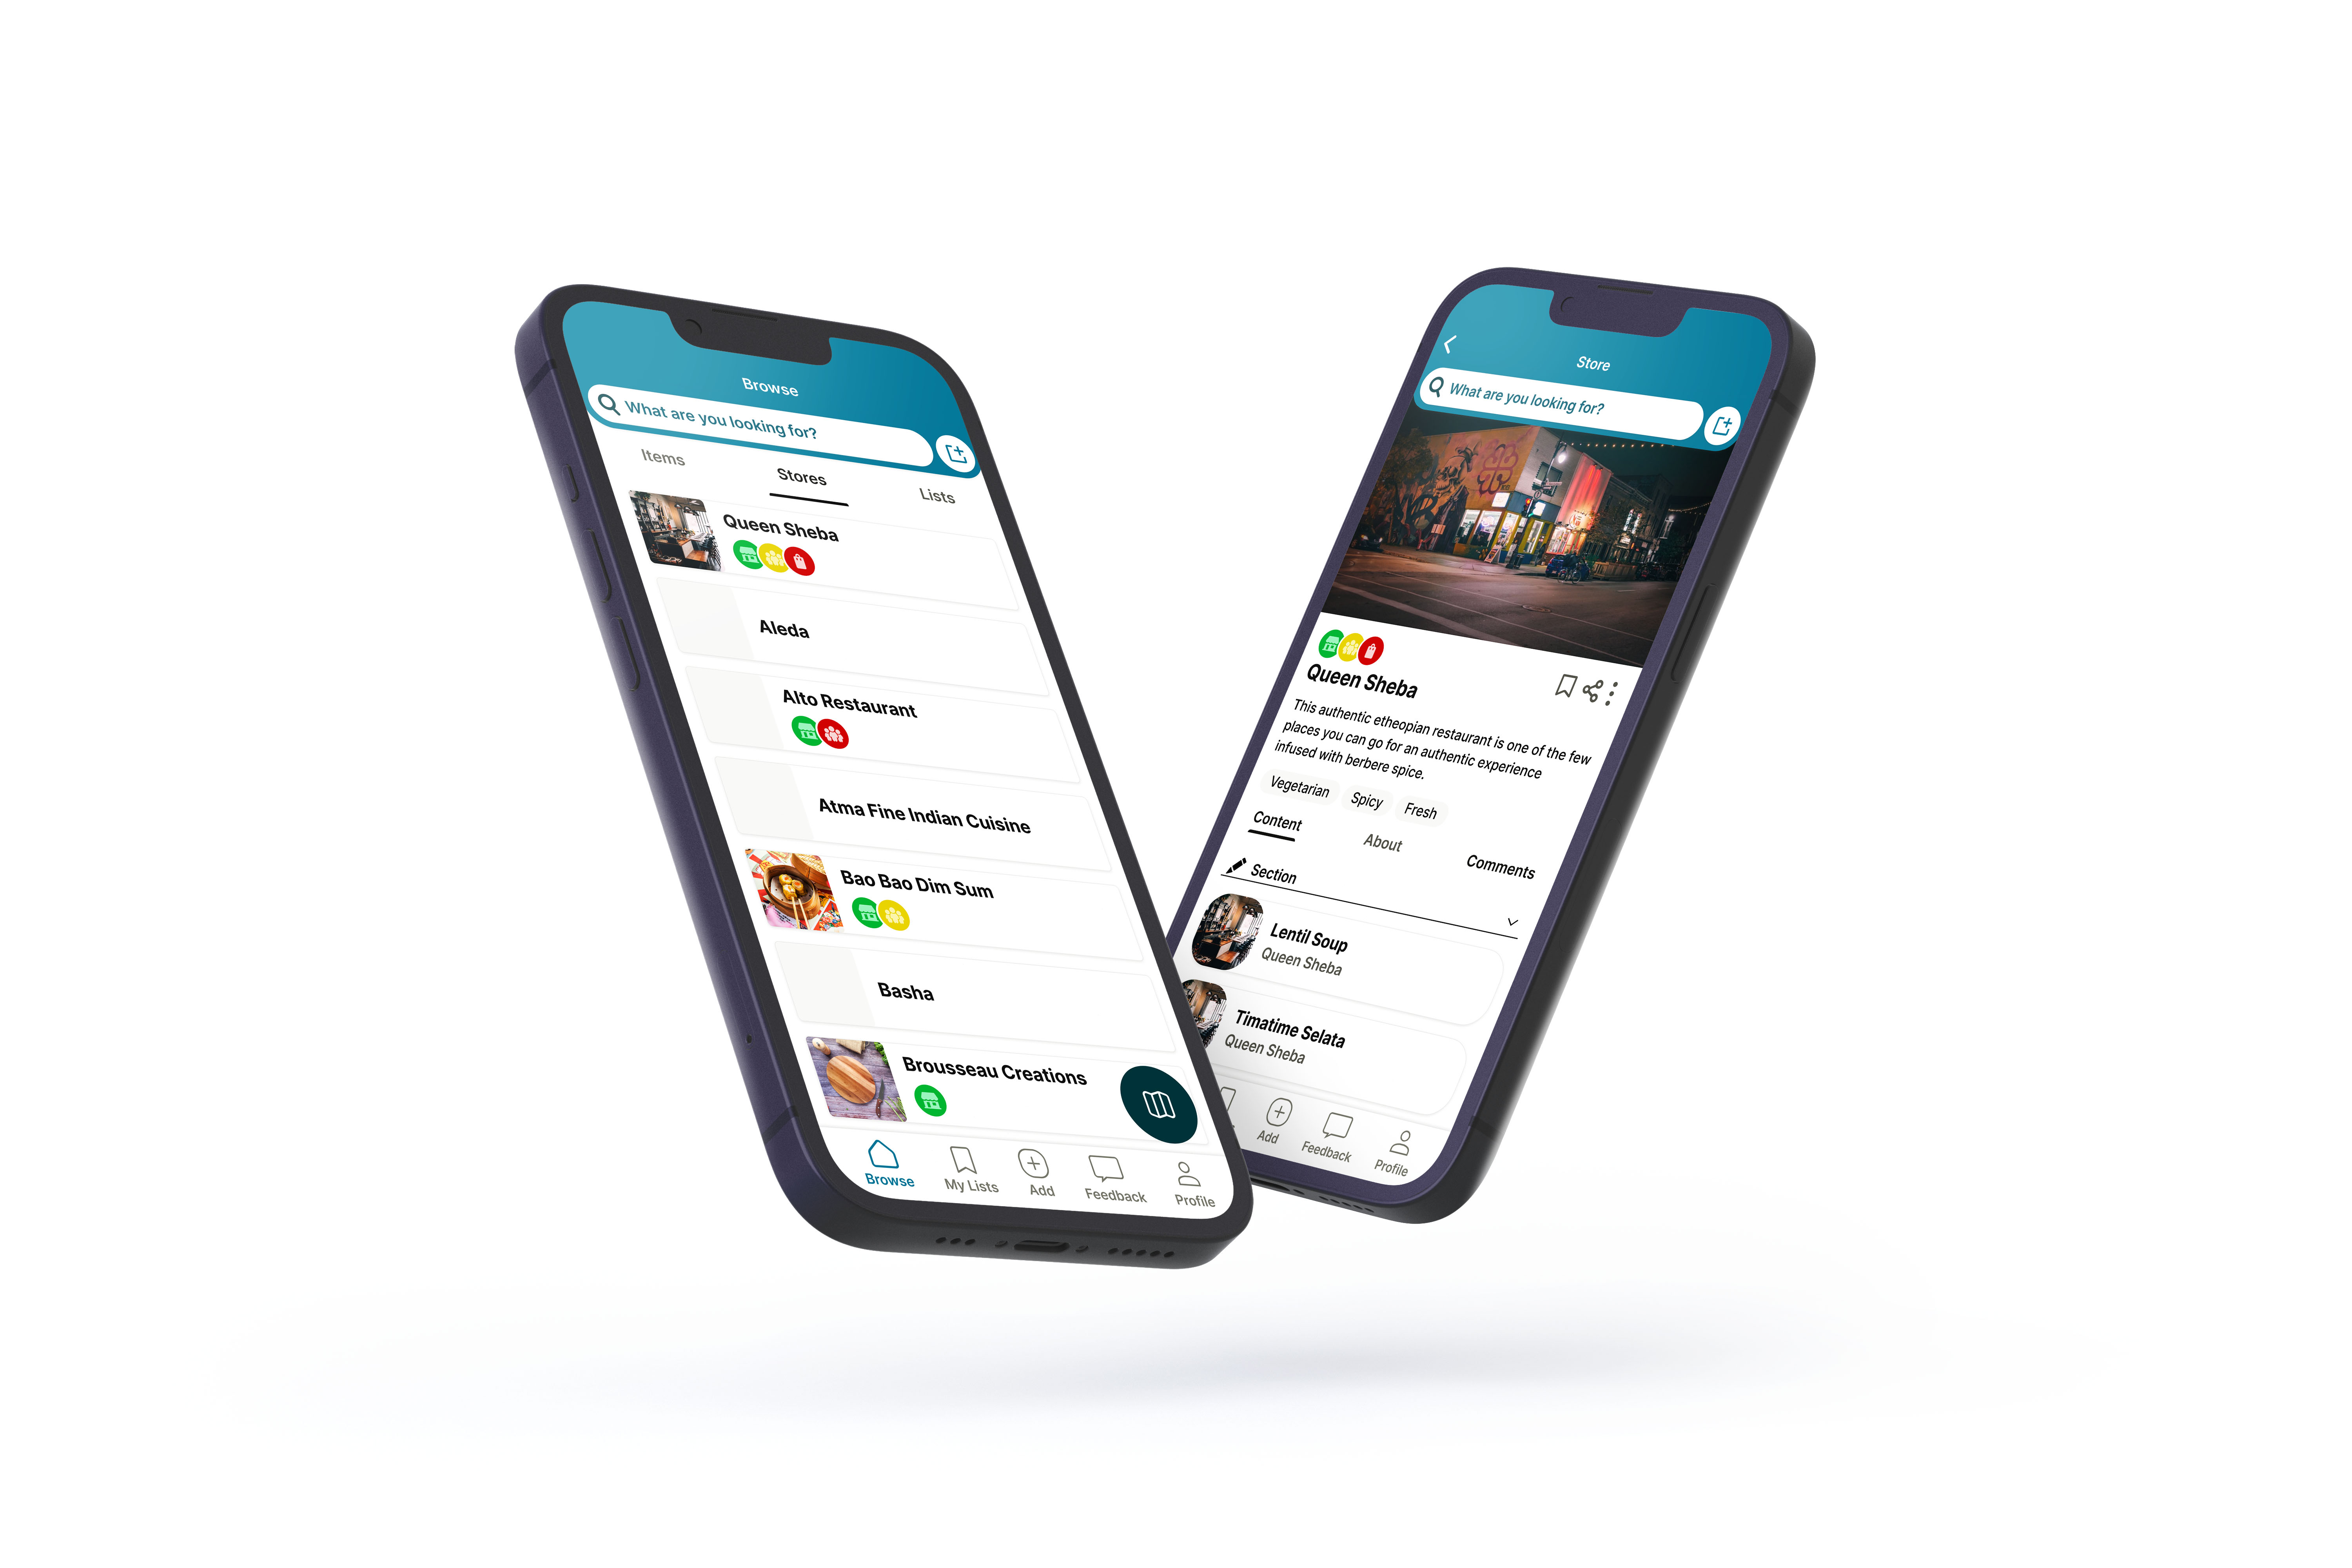 Browse
What are you looking for?
Items
Stores
Lists
Queen Sheba
Aleda
Alto Restaurant
Atma Fine Indian Cuisine
Bao Bao Dim Sum
Basha
Brousseau Creations
Browse
My Lists
Add
Feedback
Profile
Store
What are you looking for?
Queen Sheba
This authentic etheopian restaurant is one of the few
places you can go for an authentic experience
infused with berbere spice.
Vegetarian
Spicy
Fresh
Content
About
Comments
Section
Lentil Soup
Queen Sheba
Timatime Selata
Queen Sheba
Add
Feedback
Profile